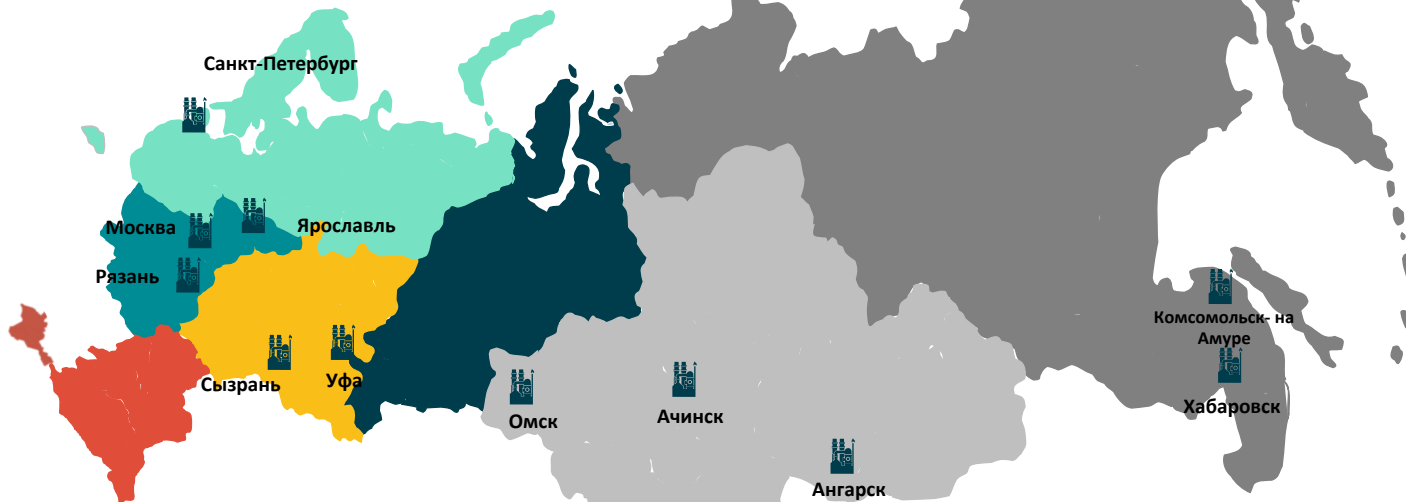 Санкт-Петербург
Москва
Ярославль
Рязань
Комсомольск- на
Амуре
Сызрань
Уфа
Хабаровск
Омск
Ачинск
Ангарск